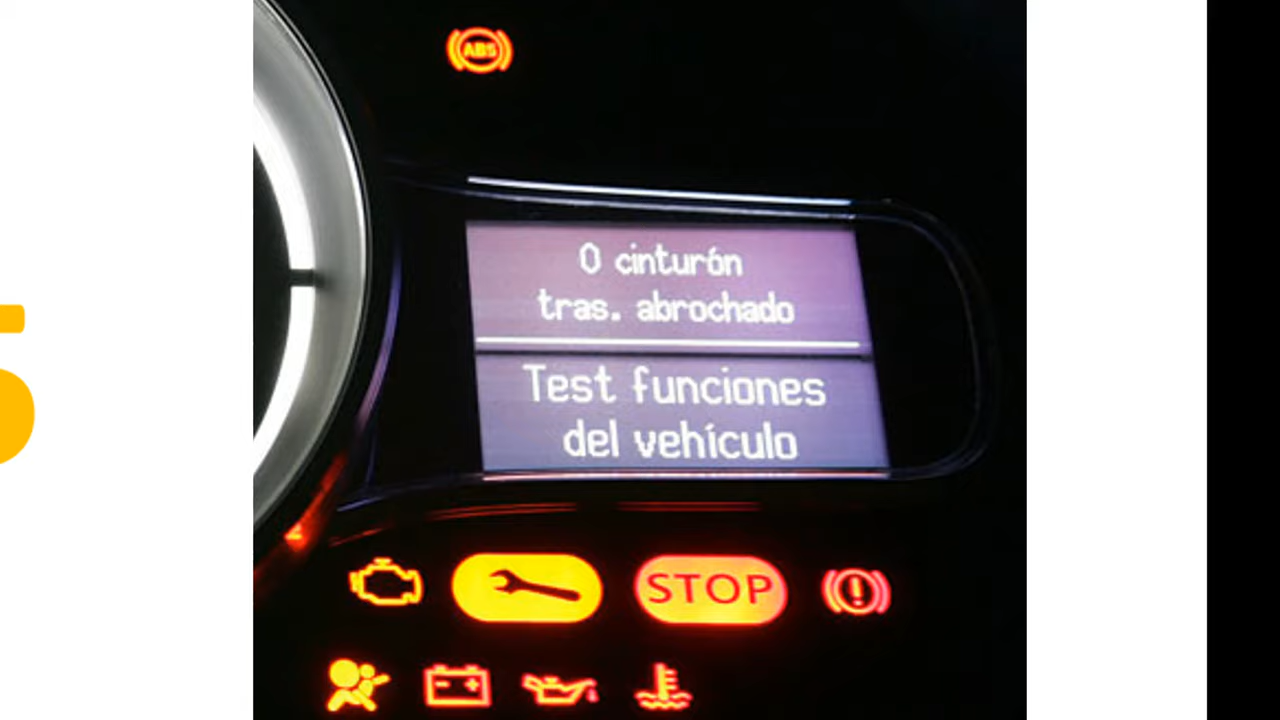 ABS
0 cinturón
tras. abrochado
Test funciones
del vehículo
STOP